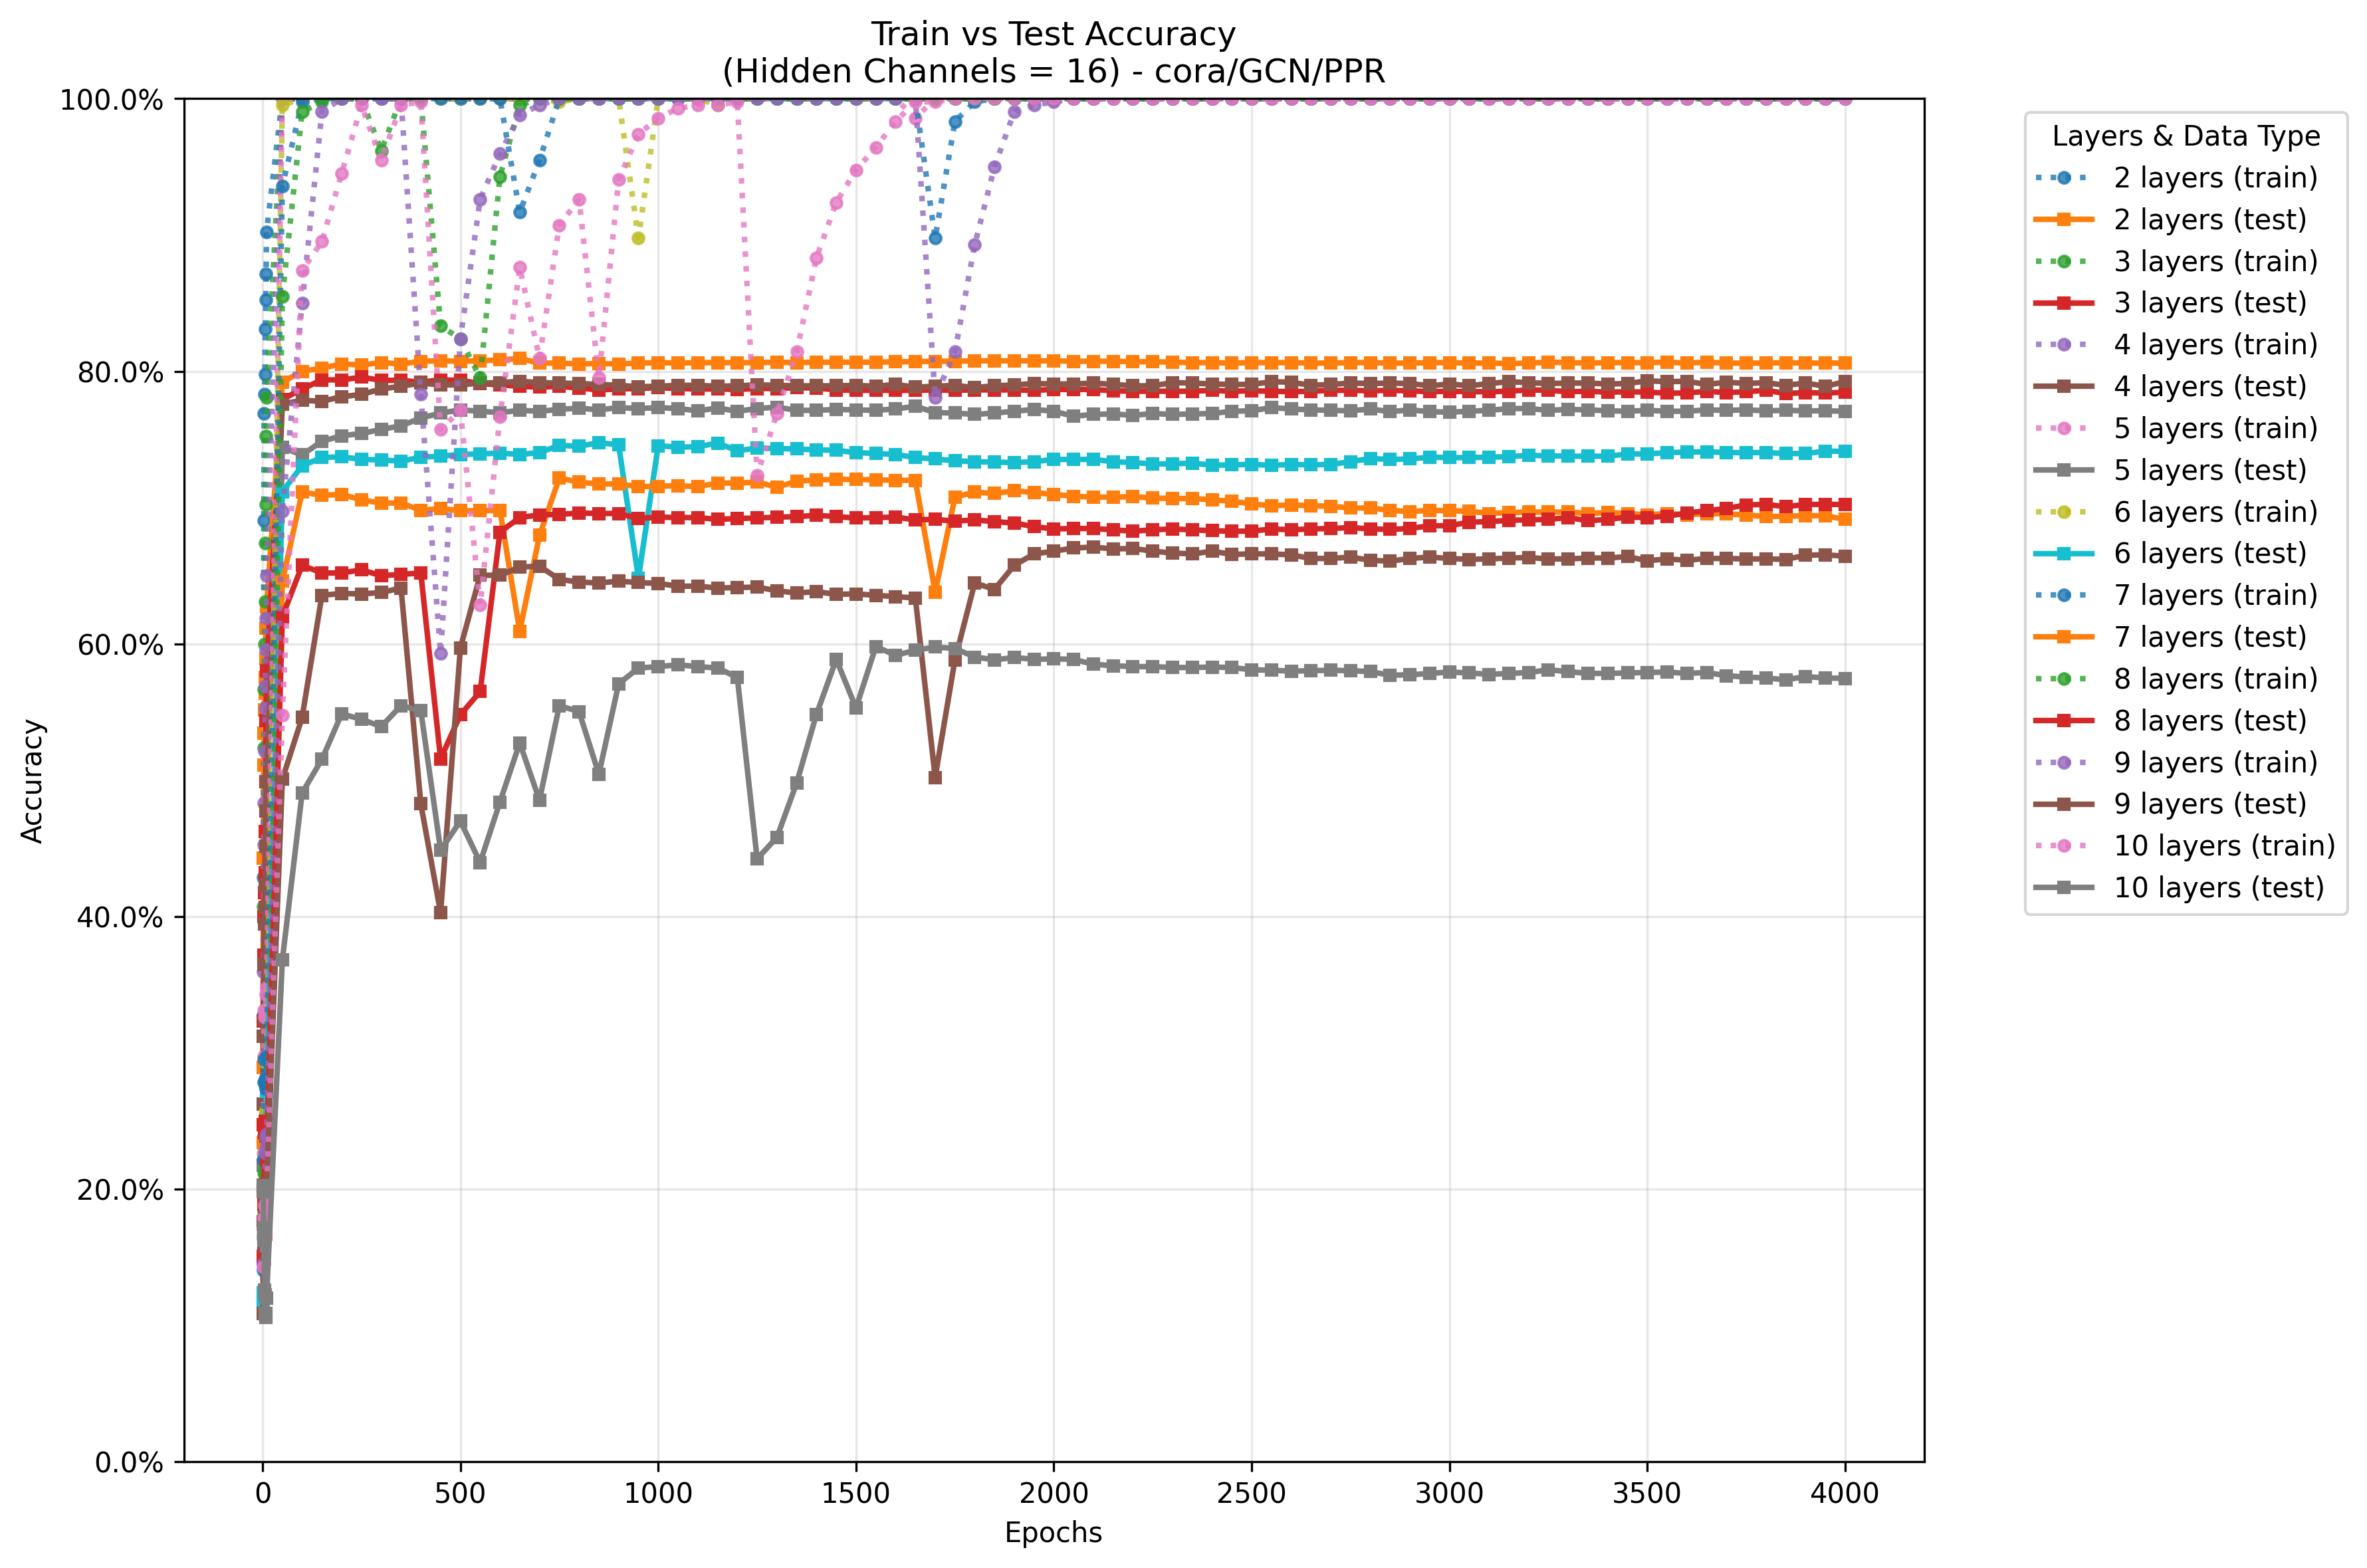 Train vs Test Accuracy
(Hidden Channels = 16) - cora/GCN/PPR
100.0%
80.0%
60.0%
40.0%
20.0%
0.0%
Accuracy
0
500
1000
1500
2000
2500
3000
3500
4000
Epochs
Layers & Data Type
2 layers (train)
2 layers (test)
3 layers (train)
3 layers (test)
4 layers (train)
4 layers (test)
5 layers (train)
5 layers (test)
6 layers (train)
6 layers (test)
7 layers (train)
7 layers (test)
8 layers (train)
8 layers (test)
9 layers (train)
9 layers (test)
10 layers (train)
10 layers (test)